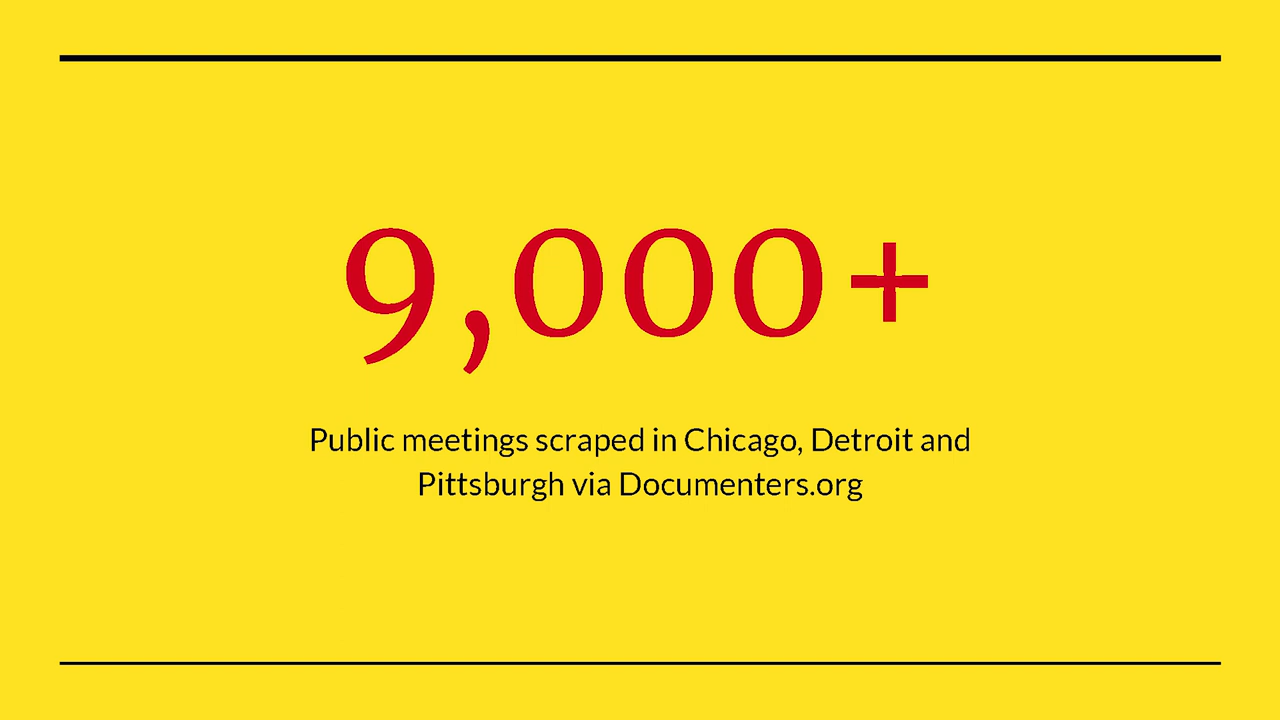 9,000+
Public meetings scraped in Chicago, Detroit and
Pittsburgh via Documenters.org